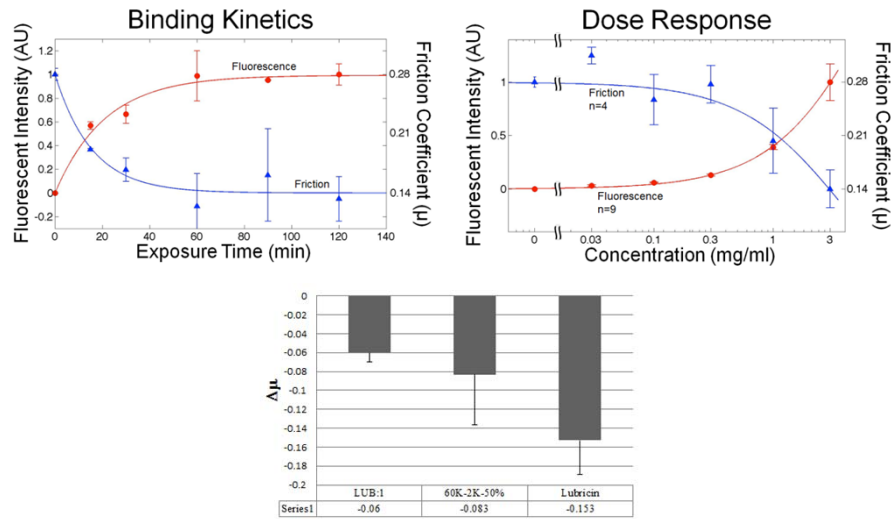 Binding Kinetics
Fluorescent Intensity (AU)
1.2
1
0.8
0.6
0.4
0.2
0
-0.2
Fluorescence
Friction
0.28
0.21
0.14
Friction Coefficient (μ)
0 20 40 60 80 100 120 140
Exposure Time (min)
Dose Response
Fluorescent Intensity (AU)
1
0.5
0
Friction
n=4
Fluorescence
n=9
0.28
0.21
0.14
Friction Coefficient (μ)
0 0.03 0.1 0.3 1 3
Concentration (mg/ml)
Δμ
0
-0.02
-0.04
-0.06
-0.08
-0.1
-0.12
-0.14
-0.16
-0.18
-0.2
LUB:1 60K-2K-50% Lubricin
Series1 -0.06 -0.083 -0.153